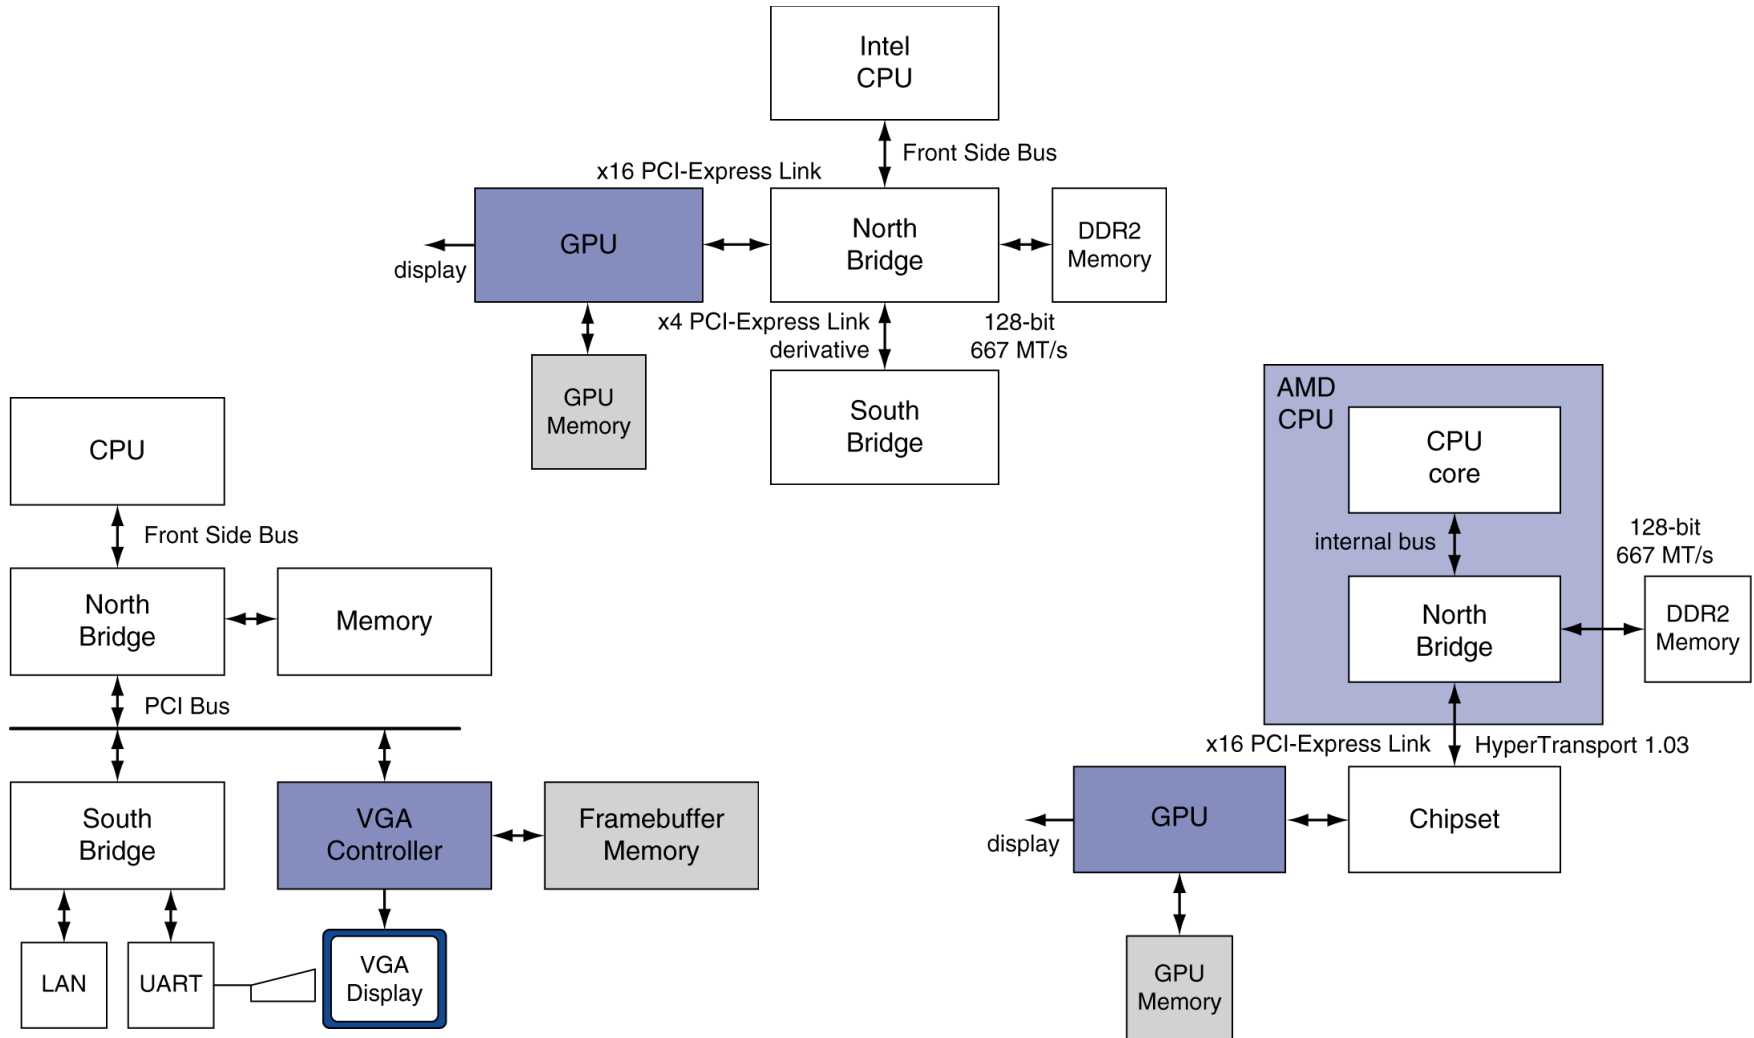 Intel
CPU
Front Side Bus
x16 PCI-Express Link
GPU
North
Bridge
DDR2
Memory
display
x4 PCI-Express Link
derivative
128-bit
667 MT/s
GPU
Memory
South
Bridge
CPU
Front Side Bus
North
Bridge
Memory
PCI Bus
South
Bridge
VGA
Controller
Framebuffer
Memory
LAN
UART
VGA
Display
AMD
CPU
CPU
core
internal bus
128-bit
667 MT/s
North
Bridge
DDR2
Memory
x16 PCI-Express Link
HyperTransport 1.03
GPU
Chipset
display
GPU
Memory